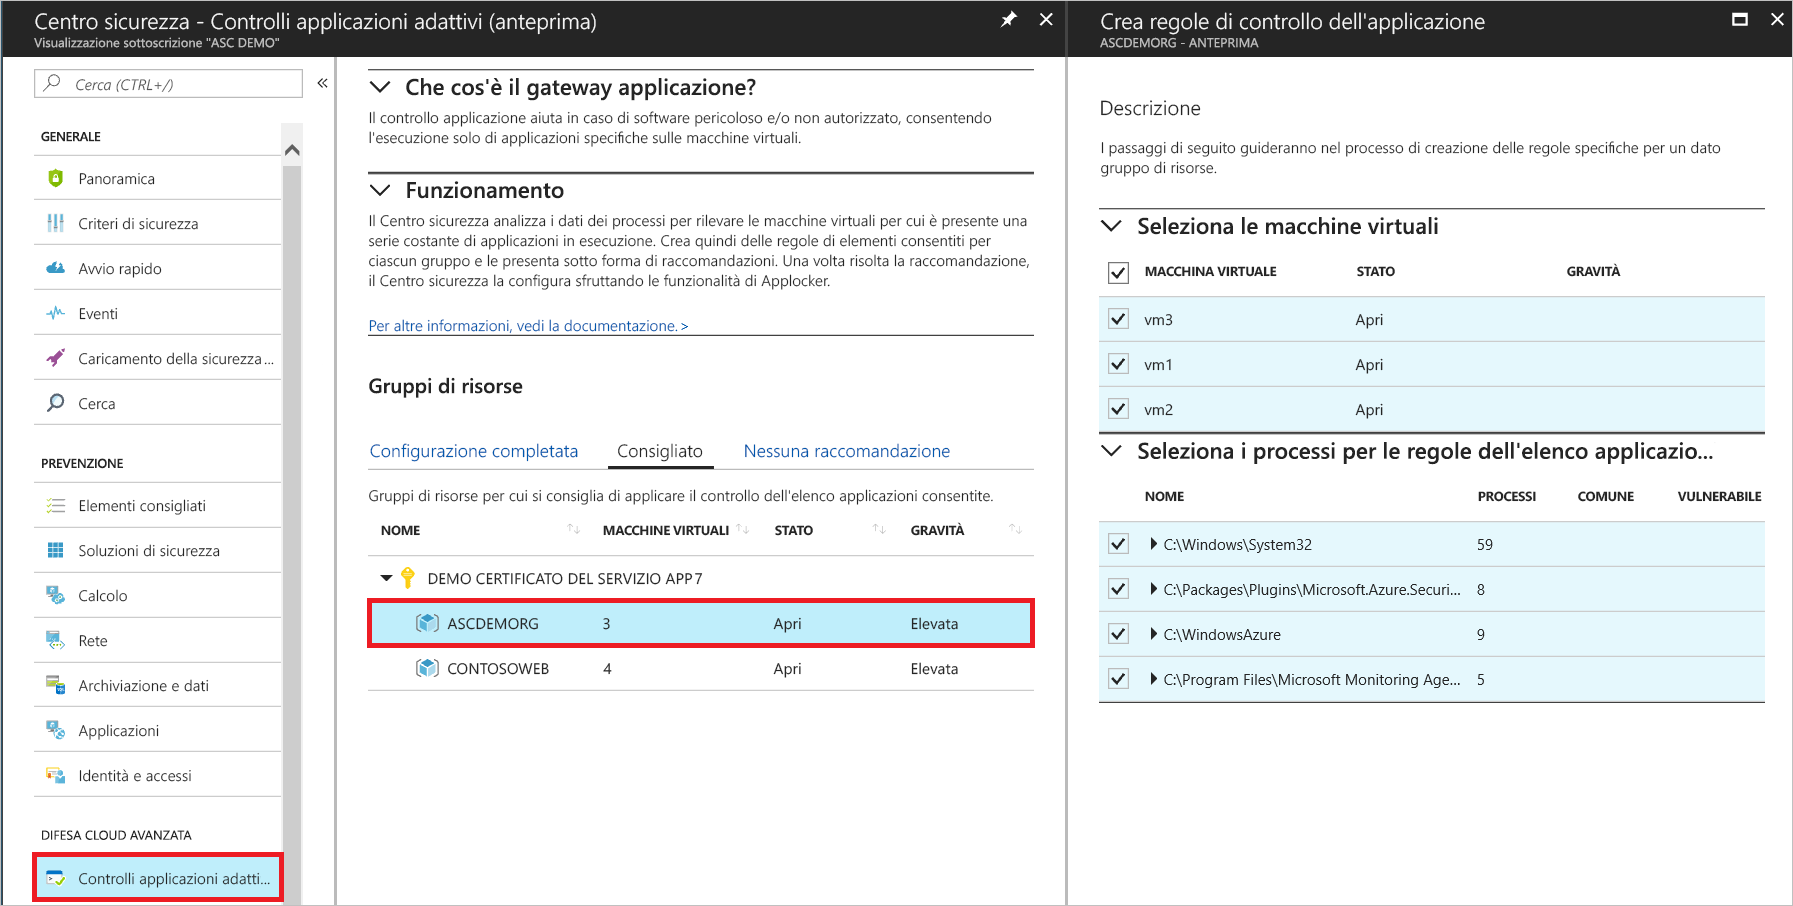 Centro sicurezza - Controlli applicazioni adattivi (anteprima)
Visualizzazione sottoscrizione "ASC DEMO"
Cerca (CTRL+/)
«
GENERALE
Panoramica
Criteri di sicurezza
Avvio rapido
Eventi
Caricamento della sicurezza...
Cerca
PREVENZIONE
Elementi consigliati
Soluzioni di sicurezza
Calcolo
Rete
Archiviazione e dati
Applicazioni
Identità e accessi
DIFESA CLOUD AVANZATA
Controlli applicazioni adatti...
Che cos'è il gateway applicazione?
Il controllo applicazione aiuta in caso di software pericoloso e/o non autorizzato, consentendo
l'esecuzione solo di applicazioni specifiche sulle macchine virtuali.
Funzionamento
Il Centro sicurezza analizza i dati dei processi per rilevare le macchine virtuali per cui è presente una
serie costante di applicazioni in esecuzione. Crea quindi delle regole di elementi consentiti per
ciascun gruppo e le presenta sotto forma di raccomandazioni. Una volta risolta la raccomandazione,
il Centro sicurezza la configura sfruttando le funzionalità di Applocker.
Per altre informazioni, vedi la documentazione. >
Gruppi di risorse
Configurazione completata Consigliato Nessuna raccomandazione
Gruppi di risorse per cui si consiglia di applicare il controllo dell'elenco applicazioni consentite.
NOME MACCHINE VIRTUALI STATO GRAVITÀ
DEMO CERTIFICATO DEL SERVIZIO APP 7
ASCDEMORG 3 Apri Elevata
CONTOSOWEB 4 Apri Elevata
Crea regole di controllo dell'applicazione
ASCDEMORG - ANTEPRIMA
Descrizione
I passaggi di seguito guideranno nel processo di creazione delle regole specifiche per un dato
gruppo di risorse.
Seleziona le macchine virtuali
MACCHINA VIRTUALE STATO GRAVITÀ
vm3 Apri
vm1 Apri
vm2 Apri
Seleziona i processi per le regole dell'elenco applicazio...
NOME PROCESSI COMUNE VULNERABILE
C:\Windows\System32 59
C:\Packages\Plugins\Microsoft.Azure.Securi... 8
C:\WindowsAzure 9
C:\Program Files\Microsoft Monitoring Age... 5